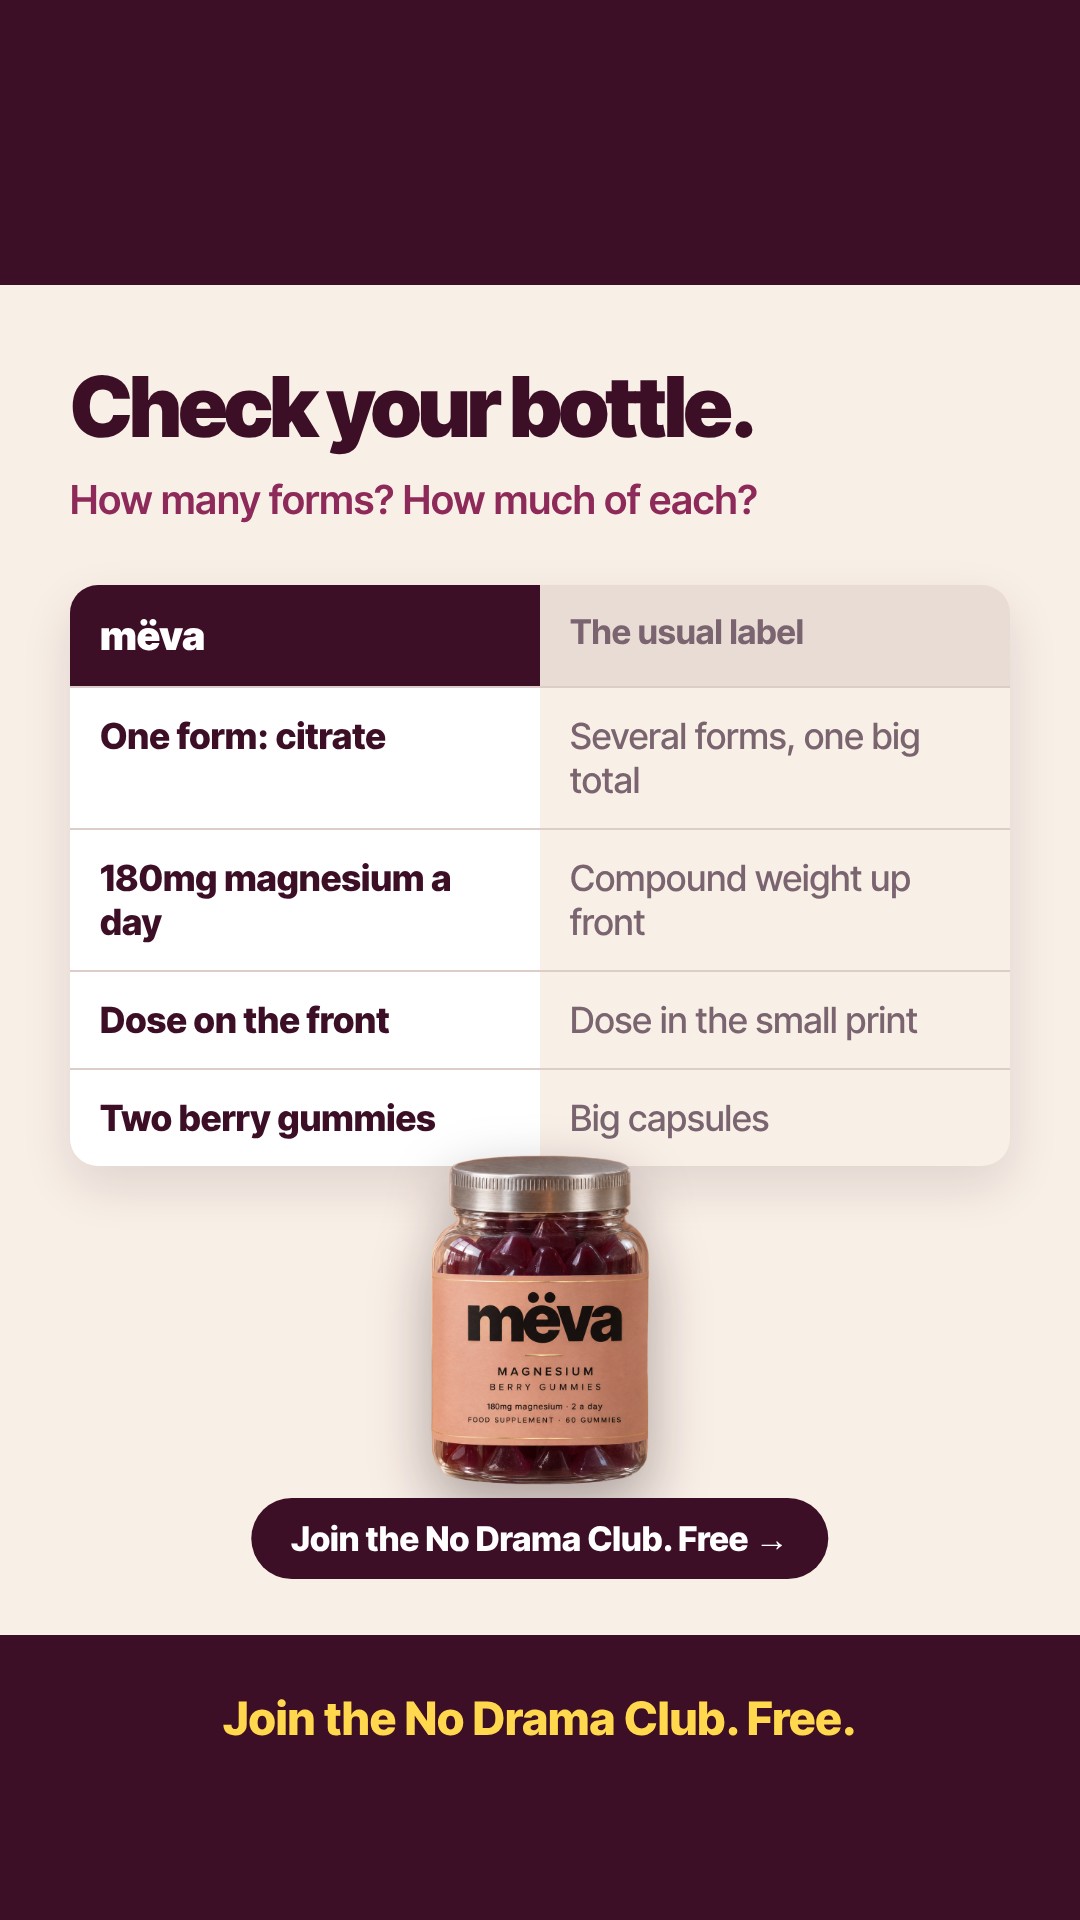 Check your bottle.
How many forms? How much of each?
mëva
The usual label
One form: citrate
Several forms, one big
total
180mg magnesium a
day
Compound weight up
front
Dose on the front
Dose in the small print
Two berry gummies
Big capsules
mëva
MAGNESIUM
BERRY GUMMIES
180mg magnesium · 2 a day
FOOD SUPPLEMENT · 60 GUMMIES
Join the No Drama Club. Free →
Join the No Drama Club. Free.